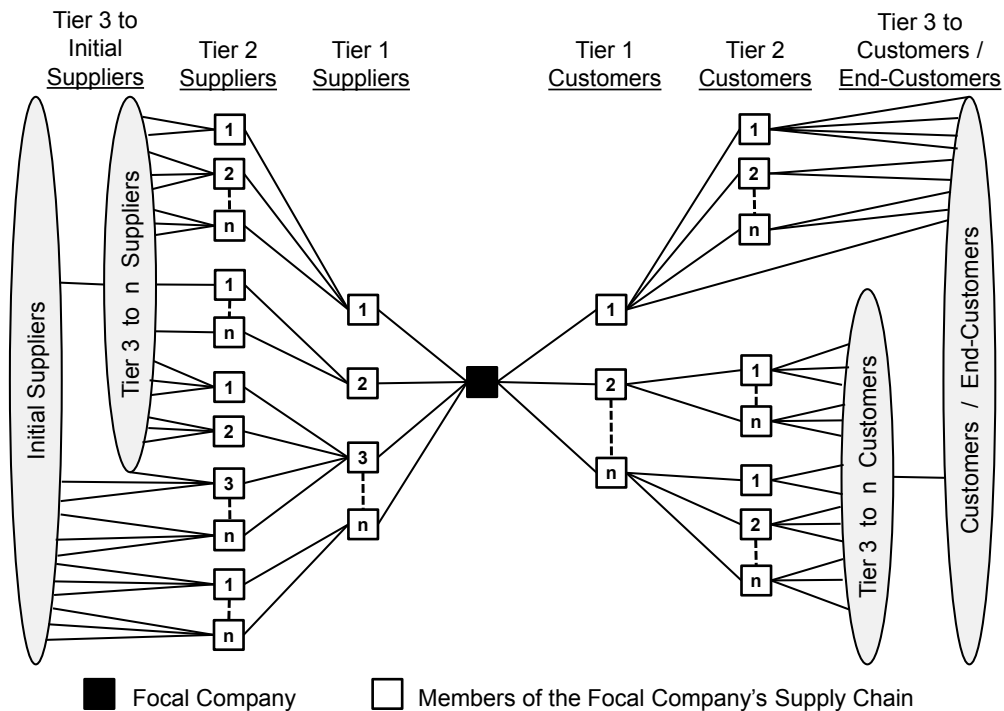 Tier 3 to
Initial
Suppliers
Tier 2
Suppliers
Tier 1
Suppliers
Tier 1
Customers
Tier 2
Customers
Tier 3 to
Customers /
End-Customers
Initial Suppliers
Tier 3 to n Suppliers
1
2
n
1
n
1
2
3
n
1
n
1
2
3
n
1
2
n
1
2
n
1
n
1
2
n
Tier 3 to n Customers
Customers / End-Customers
Focal Company
Members of the Focal Company's Supply Chain